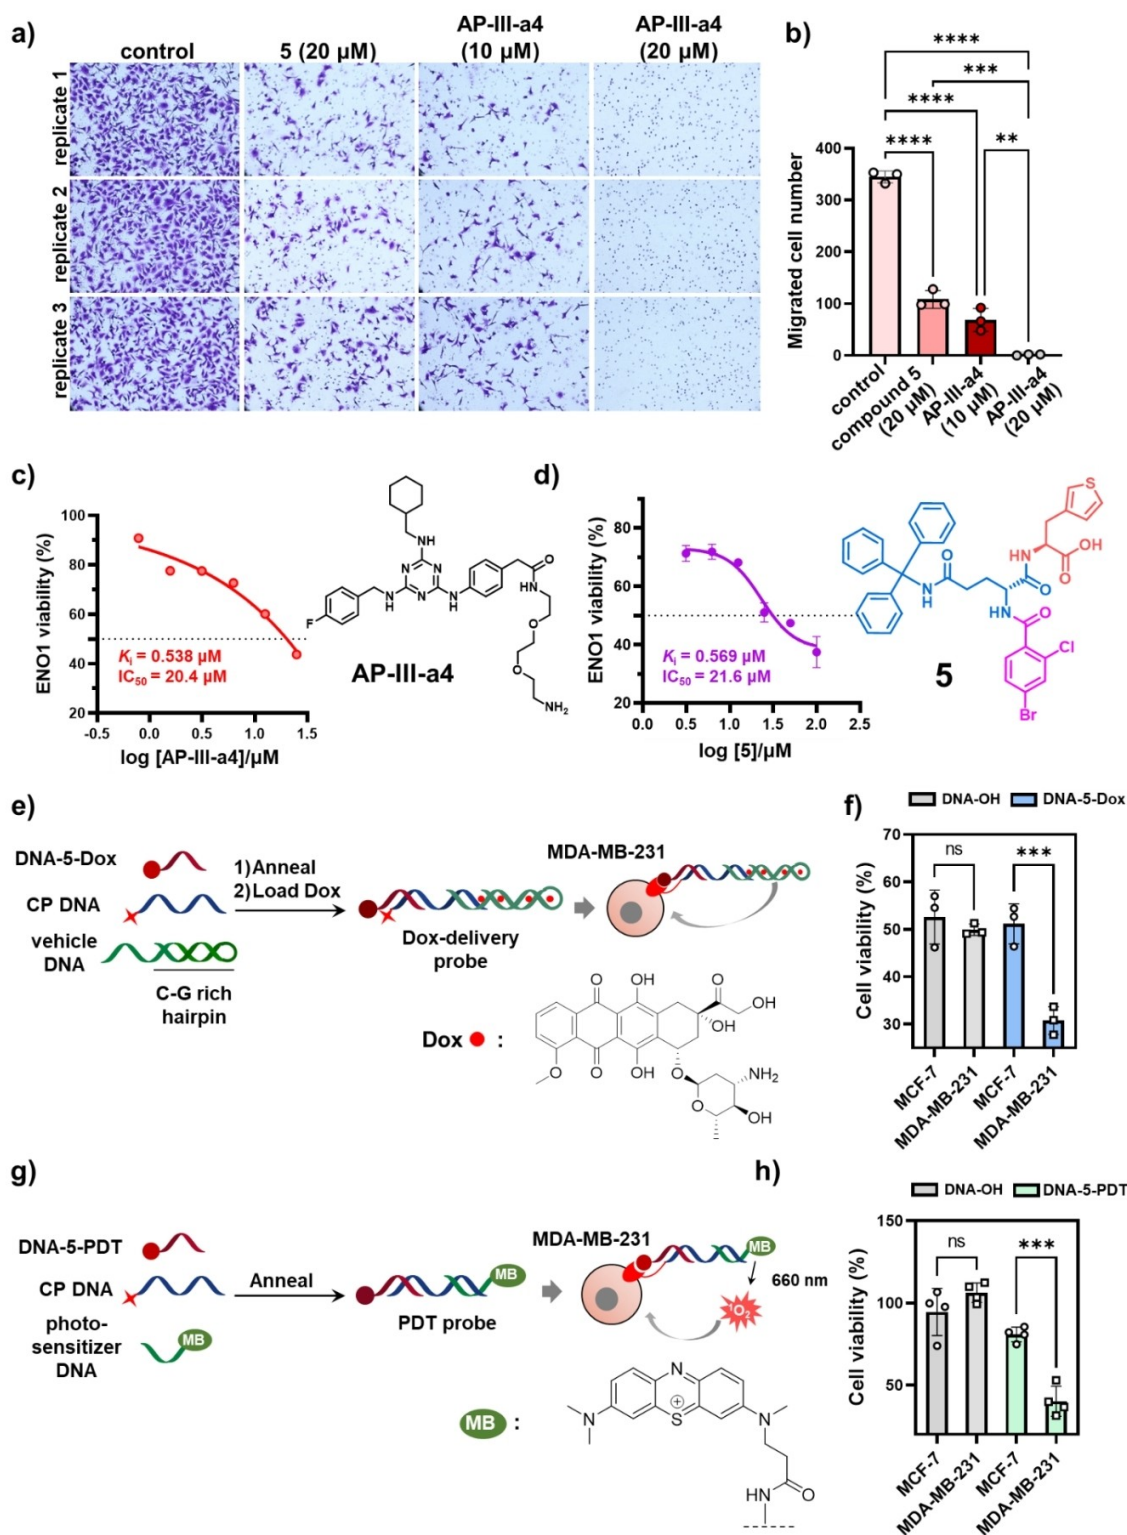 a)
control
5 (20 µM)
AP-III-a4
(10 µM)
AP-III-a4
(20 µM)
replicate 1
replicate 2
replicate 3
b)
****
***
****
****
**
Migrated cell number
400
300
200
100
0
control
compound 5
(20 µM)
AP-III-a4
(10 µM)
AP-III-a4
(20 µM)
c)
ENO1 viability (%)
100
80
60
40
20
Ki = 0.538 µM
IC50 = 20.4 µM
-0.5
0.0
0.5
1.0
1.5
log [AP-III-a4]/µM
NH
N
N
N
N
H
N
H
F
O
HN
O
O
NH2
AP-III-a4
d)
ENO1 viability (%)
80
60
40
20
Ki = 0.569 µM
IC50 = 21.6 µM
0.0
0.5
1.0
1.5
2.0
2.5
log [5]/µM
S
O
N
H
HN
OH
O
O
HN
O
Cl
Br
5
e)
DNA-5-Dox
CP DNA
vehicle
DNA
C-G rich
hairpin
1)Anneal
2)Load Dox
Dox-delivery
probe
MDA-MB-231
Dox :
O
OH
O
OH
OH
O
O
OH
O
O
NH2
OH
f)
DNA-OH
DNA-5-Dox
Cell viability (%)
70
60
50
40
30
ns
***
MCF-7
MDA-MB-231
MCF-7
MDA-MB-231
g)
DNA-5-PDT
CP DNA
photo-
sensitizer
DNA
MB
Anneal
MB
PDT probe
MDA-MB-231
MB
660 nm
¹O2
MB :
N
N
S
+
N
O
HN
h)
DNA-OH
DNA-5-PDT
Cell viability (%)
150
100
50
ns
***
MCF-7
MDA-MB-231
MCF-7
MDA-MB-231